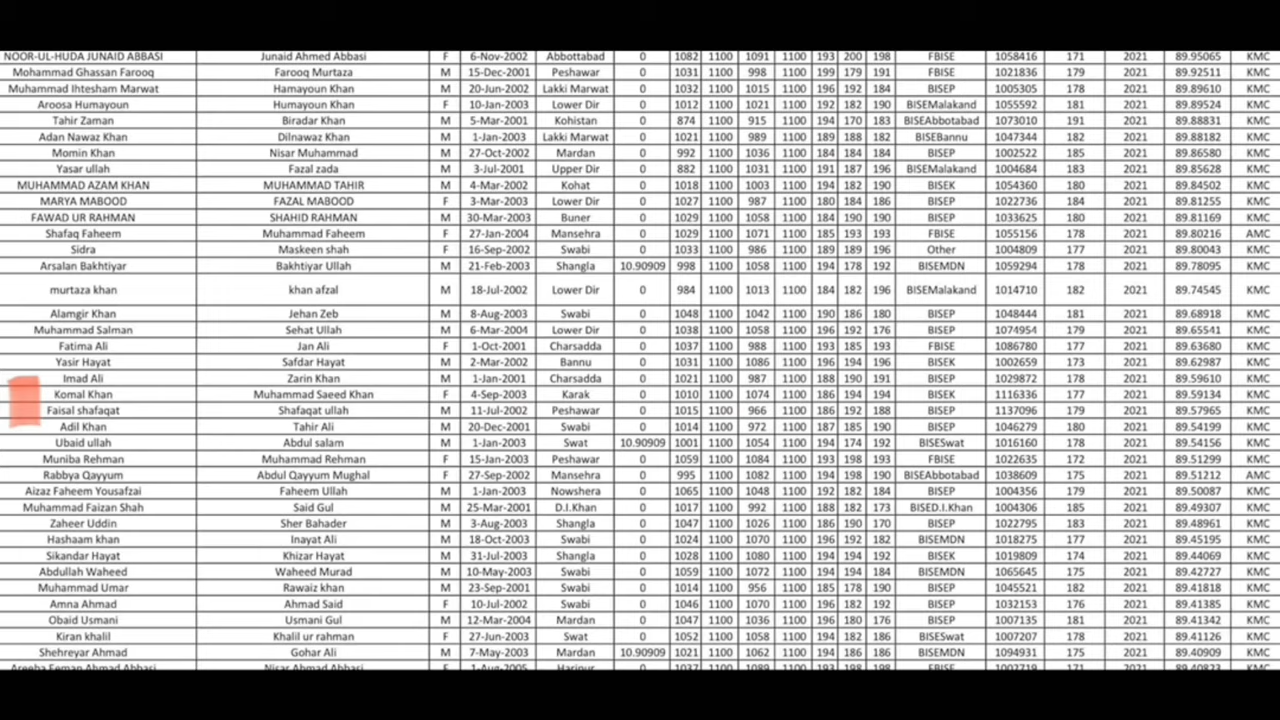 NOOR-UL-HUDA JUNAID ABBASI Junaid Ahmed Abbasi F 6-Nov-2002 Abbottabad 0 1082 1100 1091 1100 193 200 198 FBISE 1058416 171 2021 89.95065 KMC
Mohammad Ghassan Farooq Farooq Murtaza M 15-Dec-2001 Peshawar 0 1031 1100 998 1100 199 179 191 FBISE 1021836 179 2021 89.92511 KMC
Muhammad Ihtesham Marwat Hamayoun Khan M 20-Jun-2002 Lakki Marwat 0 1032 1100 1015 1100 196 192 184 BISEP 1005305 178 2021 89.89610 KMC
Aroosa Humayoun Humayoun Khan F 10-Jan-2003 Lower Dir 0 1012 1100 1021 1100 192 182 190 BISEMalakand 1055592 181 2021 89.89524 KMC
Tahir Zaman Biradar Khan M 5-Mar-2001 Kohistan 0 874 1100 915 1100 194 170 183 BISEAbbotabad 1073010 191 2021 89.88831 KMC
Adan Nawaz Khan Dilnawaz Khan M 1-Jan-2003 Lakki Marwat 0 1021 1100 989 1100 189 188 182 BISEBannu 1047344 182 2021 89.88182 KMC
Momin Khan Nisar Muhammad M 27-Oct-2002 Mardan 0 992 1100 1036 1100 184 184 184 BISEP 1002522 185 2021 89.86580 KMC
Yasar ullah Fazal zada M 3-Jul-2001 Upper Dir 0 882 1100 1031 1100 191 187 196 BISEMalakand 1004684 183 2021 89.85628 KMC
MUHAMMAD AZAM KHAN MUHAMMAD TAHIR M 4-Mar-2002 Kohat 0 1018 1100 1003 1100 194 182 190 BISEK 1054360 180 2021 89.84502 KMC
MARYA MABOOD FAZAL MABOOD F 3-Mar-2003 Lower Dir 0 1027 1100 987 1100 180 184 186 BISEP 1022736 184 2021 89.81255 KMC
FAWAD UR RAHMAN SHAHID RAHMAN M 30-Mar-2003 Buner 0 1029 1100 1058 1100 184 190 190 BISEP 1033625 180 2021 89.81169 KMC
Shafaq Faheem Muhammad Faheem F 27-Jan-2004 Mansehra 0 1029 1100 1071 1100 185 193 193 FBISE 1055156 178 2021 89.80216 AMC
Sidra Maskeen shah F 16-Sep-2002 Swabi 0 1033 1100 986 1100 189 189 196 Other 1004809 177 2021 89.80043 KMC
Arsalan Bakhtiyar Bakhtiyar Ullah M 21-Feb-2003 Shangla 10.90909 998 1100 1058 1100 194 178 192 BISEMDN 1059294 178 2021 89.78095 KMC
murtaza khan khan afzal M 18-Jul-2002 Lower Dir 0 984 1100 1013 1100 184 182 196 BISEMalakand 1014710 182 2021 89.74545 KMC
Alamgir Khan Jehan Zeb M 8-Aug-2003 Swabi 0 1048 1100 1042 1100 190 186 180 BISEP 1048444 181 2021 89.68918 KMC
Muhammad Salman Sehat Ullah M 6-Mar-2004 Lower Dir 0 1038 1100 1058 1100 196 192 176 BISEP 1074954 179 2021 89.65541 KMC
Fatima Ali Jan Ali F 1-Oct-2001 Charsadda 0 1037 1100 988 1100 193 185 193 FBISE 1086780 177 2021 89.63680 KMC
Yasir Hayat Safdar Hayat M 2-Mar-2002 Bannu 0 1031 1100 1086 1100 196 194 196 BISEK 1002659 173 2021 89.62987 KMC
Imad Ali Zarin Khan M 1-Jan-2001 Charsadda 0 1021 1100 987 1100 188 190 191 BISEP 1029872 178 2021 89.59610 KMC
Komal Khan Muhammad Saeed Khan F 4-Sep-2003 Karak 0 1010 1100 1074 1100 186 194 194 BISEK 1116336 177 2021 89.59134 KMC
Faisal shafaqat Shafaqat ullah M 11-Jul-2002 Peshawar 0 1015 1100 966 1100 186 192 188 BISEP 1137096 179 2021 89.57965 KMC
Adil Khan Tahir Ali M 20-Dec-2001 Swabi 0 1014 1100 972 1100 187 185 190 BISEP 1046279 180 2021 89.54199 KMC
Ubaid ullah Abdul salam M 1-Jan-2003 Swat 10.90909 1001 1100 1054 1100 194 174 192 BISESwat 1016160 178 2021 89.54156 KMC
Muniba Rehman Muhammad Rehman F 15-Jan-2003 Peshawar 0 1059 1100 1084 1100 193 198 193 FBISE 1022635 172 2021 89.51299 KMC
Rabbya Qayyum Abdul Qayyum Mughal F 27-Sep-2002 Mansehra 0 995 1100 1082 1100 194 198 190 BISEAbbotabad 1038609 175 2021 89.51212 AMC
Aizaz Faheem Yousafzai Faheem Ullah M 1-Jan-2003 Nowshera 0 1065 1100 1048 1100 192 182 184 BISEP 1004356 179 2021 89.50087 KMC
Muhammad Faizan Shah Said Gul M 25-Mar-2001 D.I.Khan 0 1017 1100 992 1100 188 182 173 BISED.I.Khan 1004306 185 2021 89.49307 KMC
Zaheer Uddin Sher Bahader M 3-Aug-2003 Shangla 0 1047 1100 1026 1100 186 190 170 BISEP 1022795 183 2021 89.48961 KMC
Hashaam khan Inayat Ali M 18-Oct-2003 Swabi 0 1024 1100 1070 1100 196 192 182 BISEMDN 1018275 177 2021 89.45195 KMC
Sikandar Hayat Khizar Hayat M 31-Jul-2003 Shangla 0 1028 1100 1080 1100 194 194 192 BISEK 1019809 174 2021 89.44069 KMC
Abdullah Waheed Waheed Murad M 10-May-2003 Swabi 0 1059 1100 1072 1100 194 194 184 BISEMDN 1065645 175 2021 89.42727 KMC
Muhammad Umar Rawaiz khan M 23-Sep-2001 Swabi 0 1014 1100 956 1100 185 178 190 BISEP 1045521 182 2021 89.41818 KMC
Amna Ahmad Ahmad Said F 10-Jul-2002 Swabi 0 1046 1100 1070 1100 196 182 192 BISEP 1032153 176 2021 89.41385 KMC
Obaid Usmani Usmani Gul M 12-Mar-2004 Mardan 0 1047 1100 1036 1100 196 180 176 BISEP 1007135 181 2021 89.41342 KMC
Kiran khalil Khalil ur rahman F 27-Jun-2003 Swat 0 1052 1100 1058 1100 194 182 186 BISESwat 1007207 178 2021 89.41126 KMC
Shehreyar Ahmad Gohar Ali M 7-May-2003 Mardan 10.90909 1021 1100 1062 1100 194 186 186 BISEMDN 1094931 175 2021 89.40909 KMC
Areeba Eeman Ahmad Abbasi Nisar Ahmad Abbasi F 1-Aug-2005 Haripur 0 1037 1100 1089 1100 193 198 198 FBISE 1002719 171 2021 89.40823 KMC